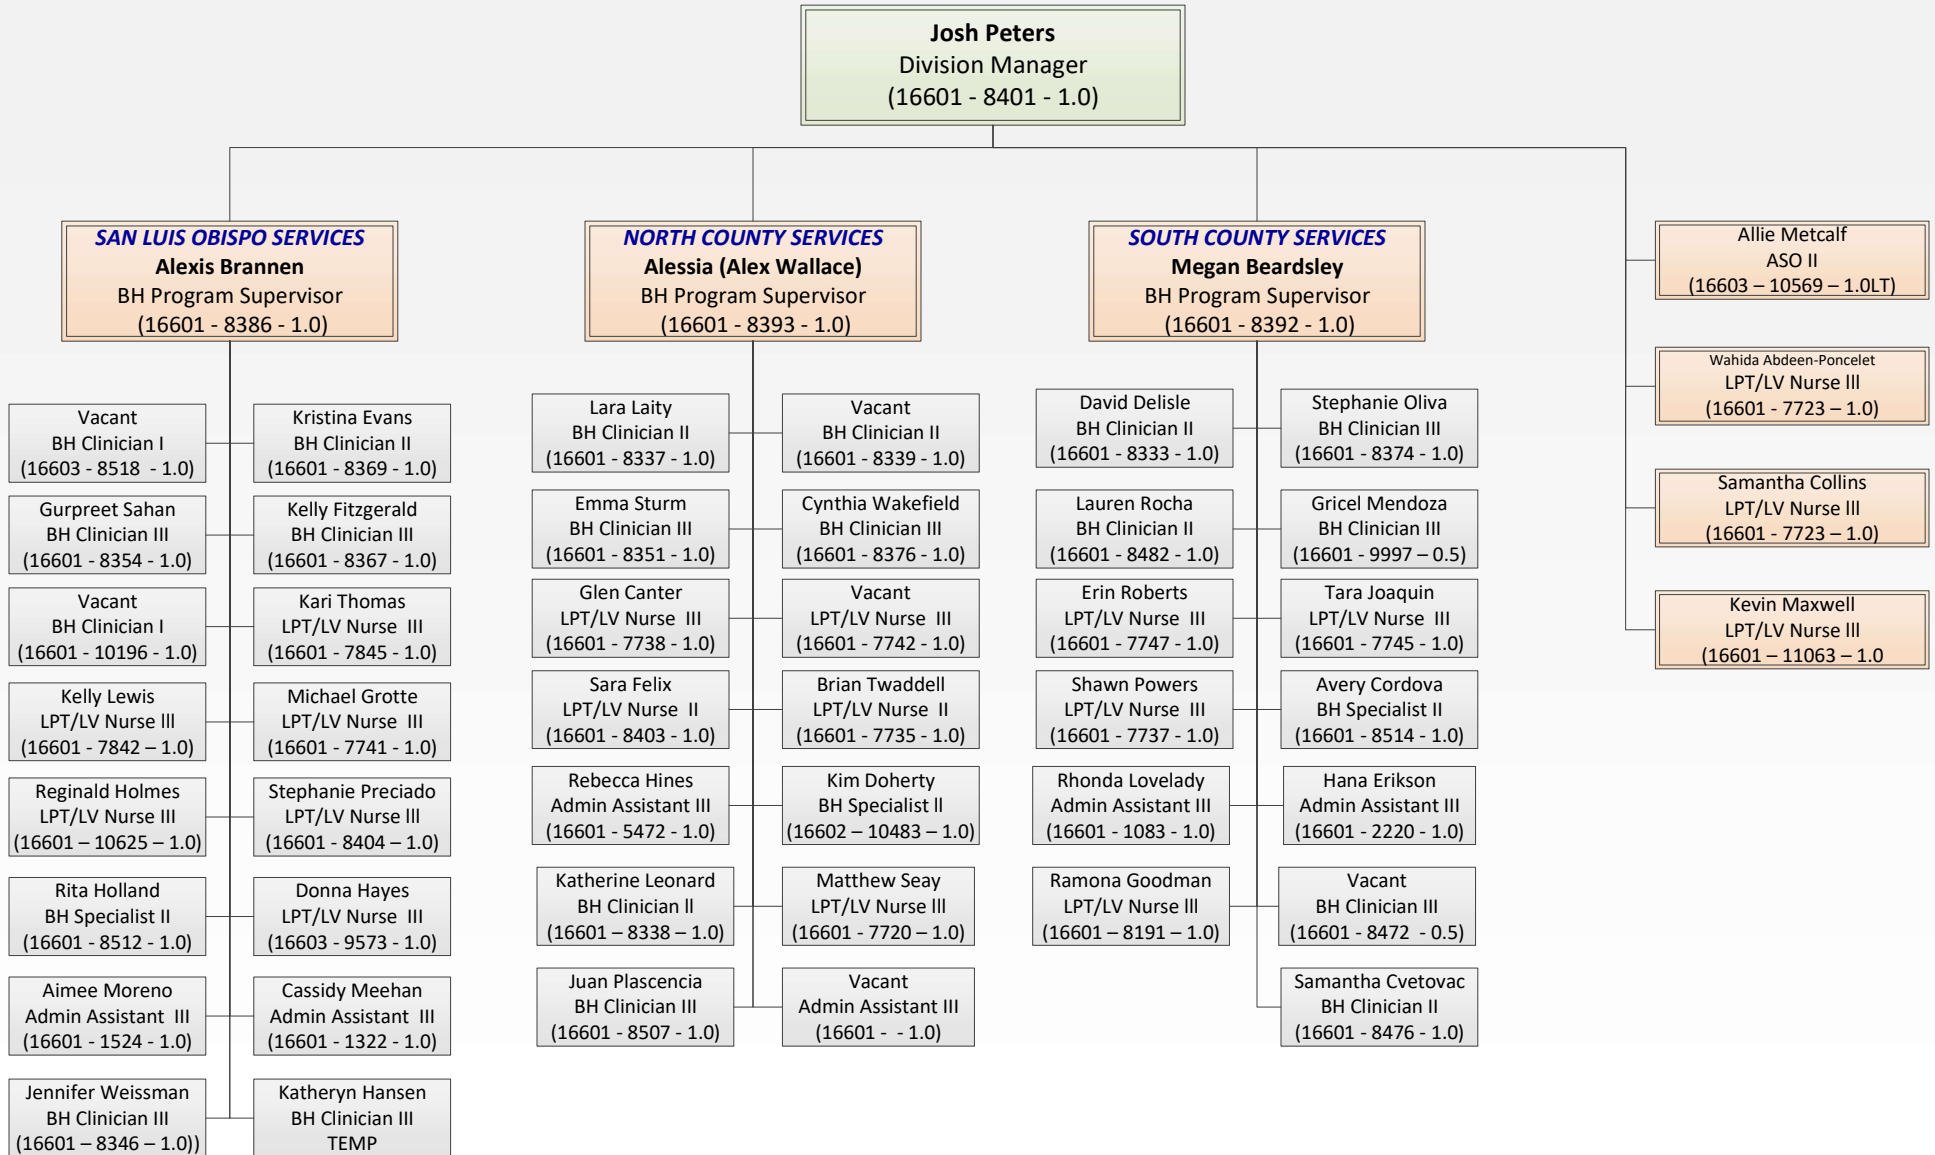 Josh Peters
Division Manager
(16601 - 8401 - 1.0)
SAN LUIS OBISPO SERVICES
Alexis Brannen
BH Program Supervisor
(16601 - 8386 - 1.0)
Vacant
BH Clinician I
(16603 - 8518  - 1.0)
Kristina Evans
BH Clinician II
(16601 - 8369 - 1.0)
Gurpreet Sahan
BH Clinician III
(16601 - 8354 - 1.0)
Kelly Fitzgerald
BH Clinician III
(16601 - 8367 - 1.0)
Vacant
BH Clinician I
(16601 - 10196 - 1.0)
Kari Thomas
LPT/LV Nurse  III
(16601 - 7845 - 1.0)
Kelly Lewis
LPT/LV Nurse lll
(16601 - 7842 – 1.0)
Michael Grotte
LPT/LV Nurse  III
(16601 - 7741 - 1.0)
Reginald Holmes
LPT/LV Nurse III
(16601 – 10625 – 1.0)
Stephanie Preciado
LPT/LV Nurse lll
(16601 - 8404 – 1.0)
Rita Holland
BH Specialist II
(16601 - 8512 - 1.0)
Donna Hayes
LPT/LV Nurse  III
(16603 - 9573 - 1.0)
Aimee Moreno
Admin Assistant  III
(16601 - 1524 - 1.0)
Cassidy Meehan
Admin Assistant  III
(16601 - 1322 - 1.0)
Jennifer Weissman
BH Clinician III
(16601 – 8346 – 1.0))
Katheryn Hansen
BH Clinician III
TEMP
NORTH COUNTY SERVICES
Alessia (Alex Wallace)
BH Program Supervisor
(16601 - 8393 - 1.0)
Lara Laity
BH Clinician II
(16601 - 8337 - 1.0)
Vacant
BH Clinician II
(16601 - 8339 - 1.0)
Emma Sturm
BH Clinician III
(16601 - 8351 - 1.0)
Cynthia Wakefield
BH Clinician III
(16601 - 8376 - 1.0)
Glen Canter
LPT/LV Nurse  III
(16601 - 7738 - 1.0)
Vacant
LPT/LV Nurse  III
(16601 - 7742 - 1.0)
Sara Felix
LPT/LV Nurse  II
(16601 - 8403 - 1.0)
Brian Twaddell
LPT/LV Nurse  II
(16601 - 7735 - 1.0)
Rebecca Hines
Admin Assistant III
(16601 - 5472 - 1.0)
Kim Doherty
BH Specialist ll
(16602 – 10483 – 1.0)
Katherine Leonard
BH Clinician ll
(16601 – 8338 – 1.0)
Matthew Seay
LPT/LV Nurse lll
(16601 - 7720 – 1.0)
Juan Plascencia
BH Clinician III
(16601 - 8507 - 1.0)
Vacant
Admin Assistant III
(16601 -  - 1.0)
SOUTH COUNTY SERVICES
Megan Beardsley
BH Program Supervisor
(16601 - 8392 - 1.0)
David Delisle
BH Clinician II
(16601 - 8333 - 1.0)
Stephanie Oliva
BH Clinician III
(16601 - 8374 - 1.0)
Lauren Rocha
BH Clinician II
(16601 - 8482 - 1.0)
Gricel Mendoza
BH Clinician III
(16601 - 9997 – 0.5)
Erin Roberts
LPT/LV Nurse  III
(16601 - 7747 - 1.0)
Tara Joaquin
LPT/LV Nurse  III
(16601 - 7745 - 1.0)
Shawn Powers
LPT/LV Nurse  III
(16601 - 7737 - 1.0)
Avery Cordova
BH Specialist II
(16601 - 8514 - 1.0)
Rhonda Lovelady
Admin Assistant III
(16601 - 1083 - 1.0)
Hana Erikson
Admin Assistant III
(16601 - 2220 - 1.0)
Ramona Goodman
LPT/LV Nurse lll
(16601 – 8191 – 1.0)
Vacant
BH Clinician III
(16601 - 8472  - 0.5)
Samantha Cvetovac
BH Clinician II
(16601 - 8476 - 1.0)
Allie Metcalf
ASO II
(16603 – 10569 – 1.0LT)
Wahida Abdeen-Poncelet
LPT/LV Nurse lll
(16601 - 7723 – 1.0)
Samantha Collins
LPT/LV Nurse lll
(16601 - 7723 – 1.0)
Kevin Maxwell
LPT/LV Nurse lll
(16601 – 11063 – 1.0